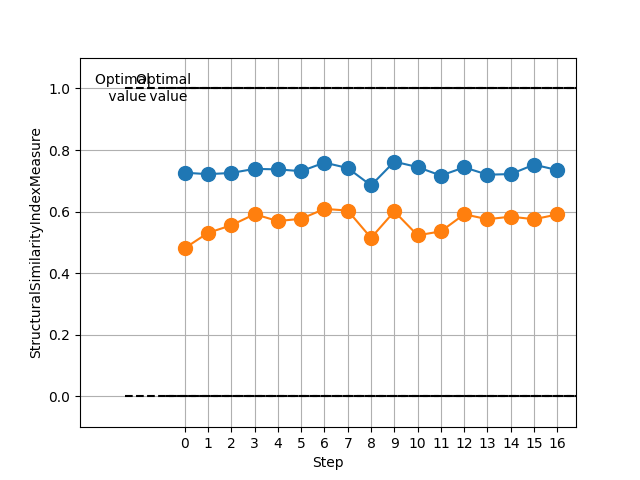 Optimal Optimal
value value
1.0
0.8
0.6
0.4
0.2
0.0
StructuralSimilarityIndexMeasure
0 1 2 3 4 5 6 7 8 9 10 11 12 13 14 15 16
Step